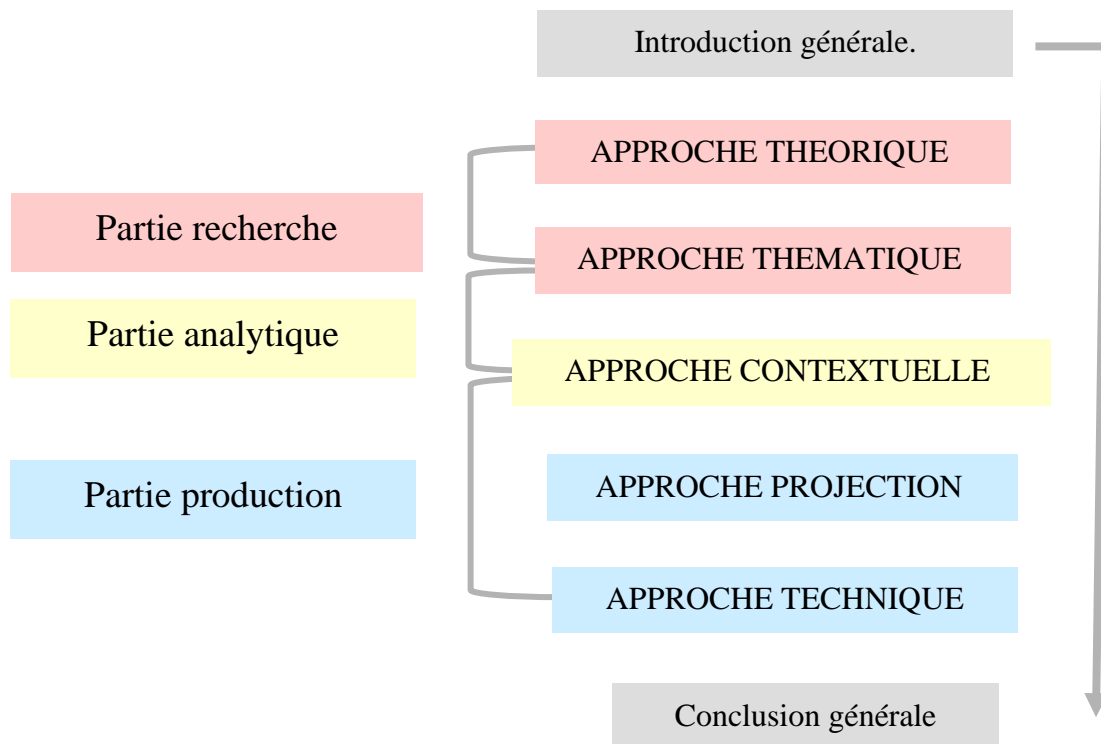 Introduction générale.
APPROCHE THEORIQUE
Partie recherche
APPROCHE THEMATIQUE
Partie analytique
APPROCHE CONTEXTUELLE
Partie production
APPROCHE PROJECTION
APPROCHE TECHNIQUE
Conclusion générale